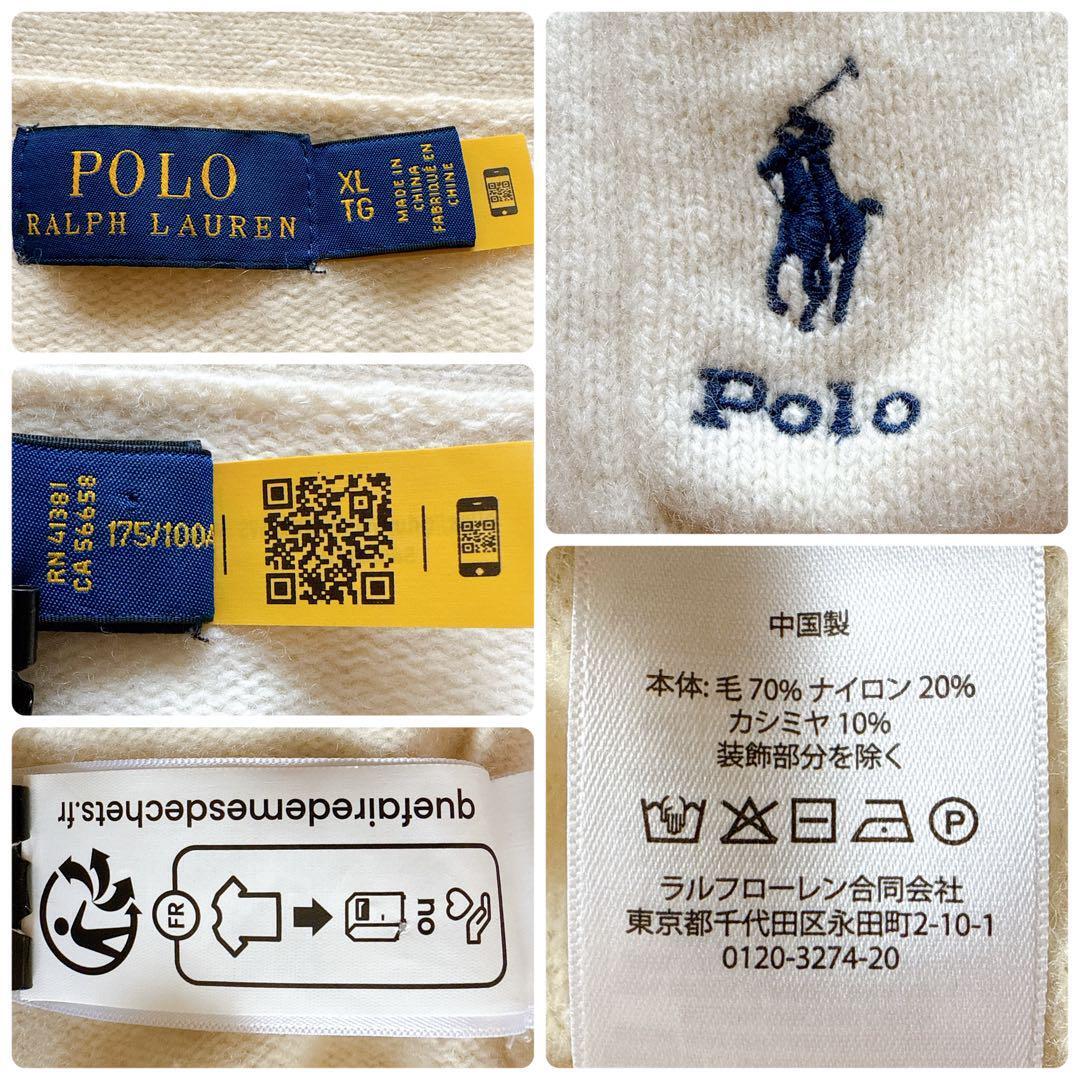 POLO
RALPH LAUREN
XL
TG
MADE IN
CHINA
FABRIQUÉ EN
CHINE
Polo
RN 41381
CA 56658
175/100A
quefairedemesdechets.fr
FR
OU
中国製
本体: 毛 70% ナイロン 20%
カシミヤ 10%
装飾部分を除く
P
ラルフローレン合同会社
東京都千代田区永田町2-10-1
0120-3274-20